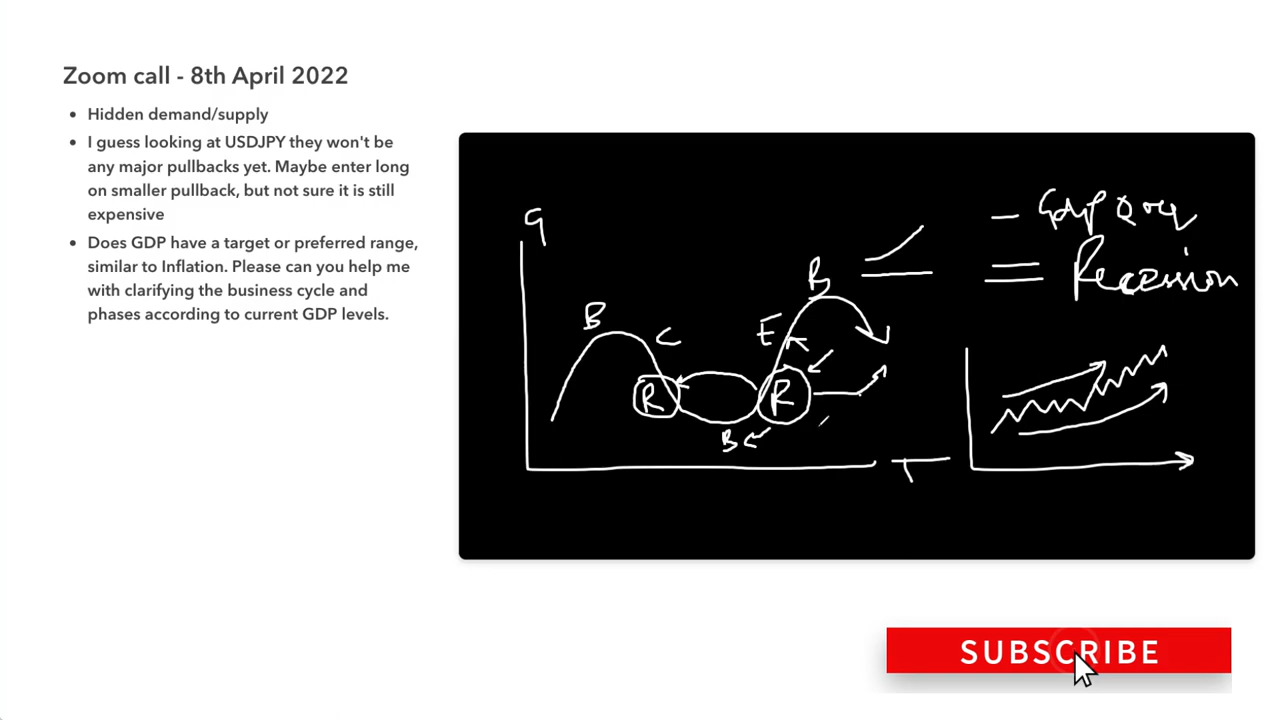 Zoom call - 8th April 2022
• Hidden demand/supply
• I guess looking at USDJPY they won't be
any major pullbacks yet. Maybe enter long
on smaller pullback, but not sure it is still
expensive
• Does GDP have a target or preferred range,
similar to Inflation. Please can you help me
with clarifying the business cycle and
phases according to current GDP levels.
G
B
C
R
B
E
R
B
T
Recession
SUBSCRIBE